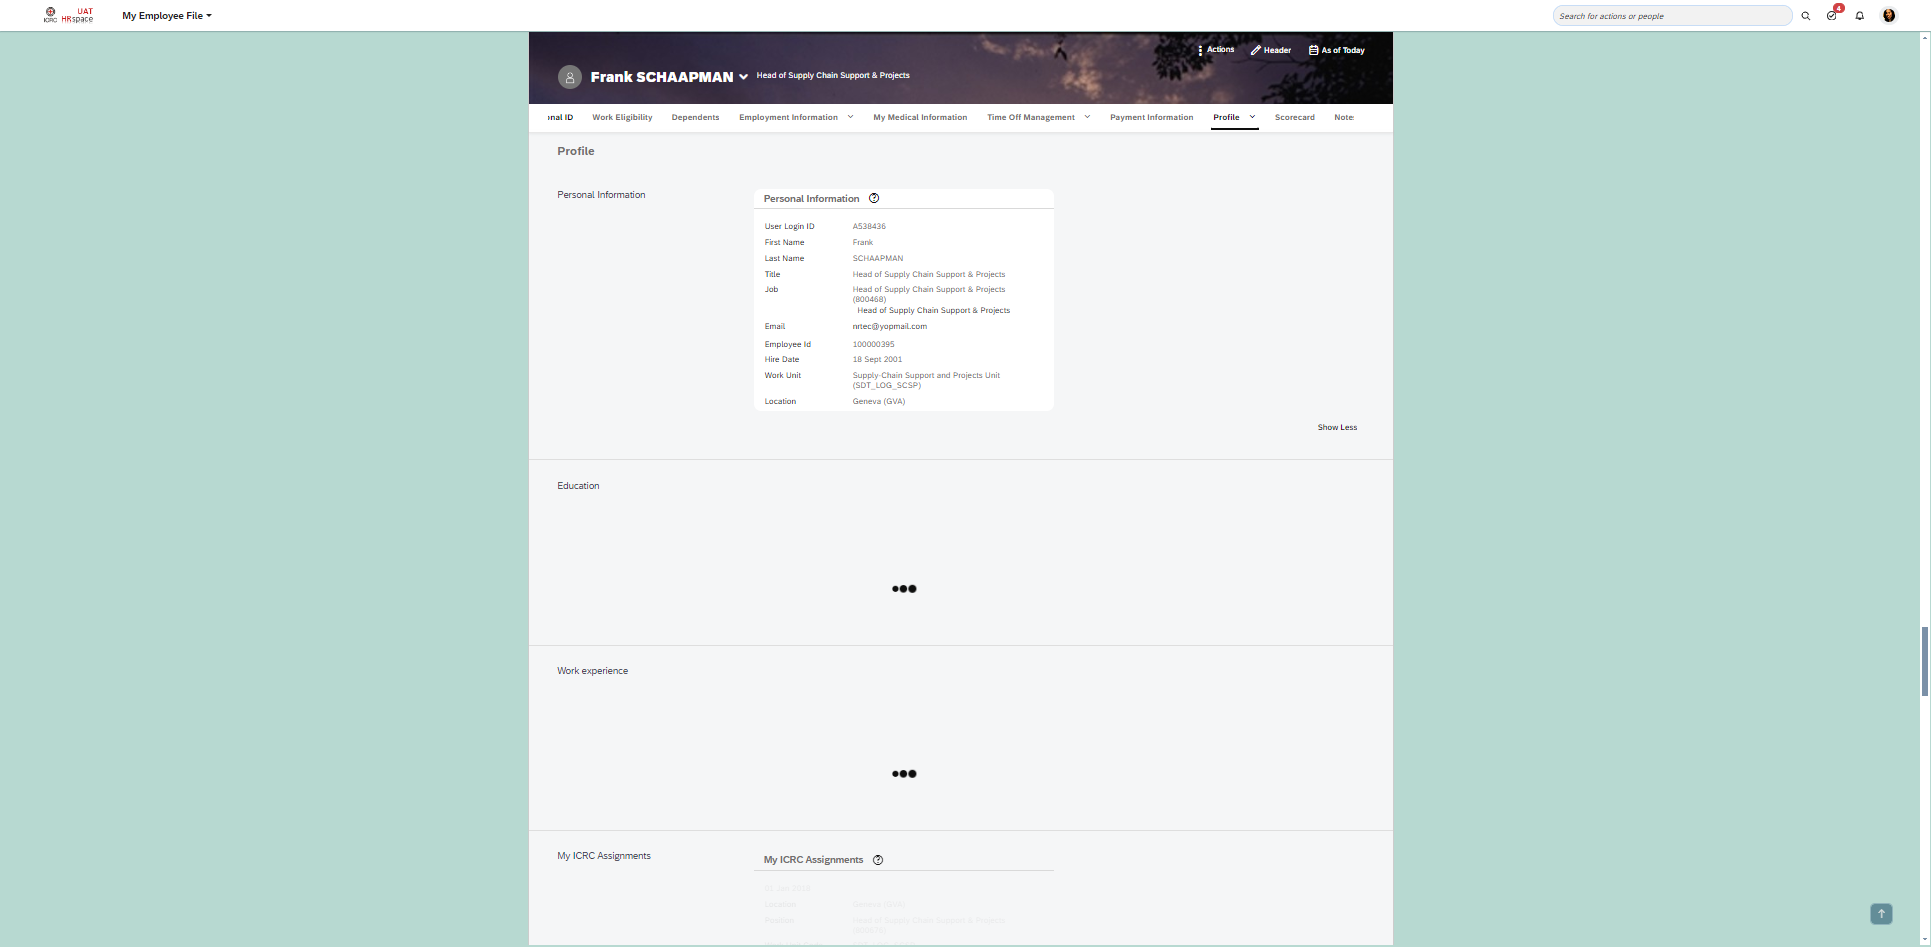 ICRC
UAT
HRspace
My Employee File
Search for actions or people
4
Actions
Header
As of Today
Frank SCHAAPMAN
Head of Supply Chain Support & Projects
nal ID
Work Eligibility
Dependents
Employment Information
My Medical Information
Time Off Management
Payment Information
Profile
Scorecard
Note
Profile
Personal Information
Personal Information
User Login ID A538436
First Name Frank
Last Name SCHAAPMAN
Title Head of Supply Chain Support & Projects
Job Head of Supply Chain Support & Projects
(800468)
Head of Supply Chain Support & Projects
Email nrtec@yopmail.com
Employee Id 100000395
Hire Date 18 Sept 2001
Work Unit Supply-Chain Support and Projects Unit
(SDT_LOG_SCSP)
Location Geneva (GVA)
Show Less
Education
Work experience
My ICRC Assignments
My ICRC Assignments
Location Geneva (GVA)
Head of Supply Chain Support & Projects